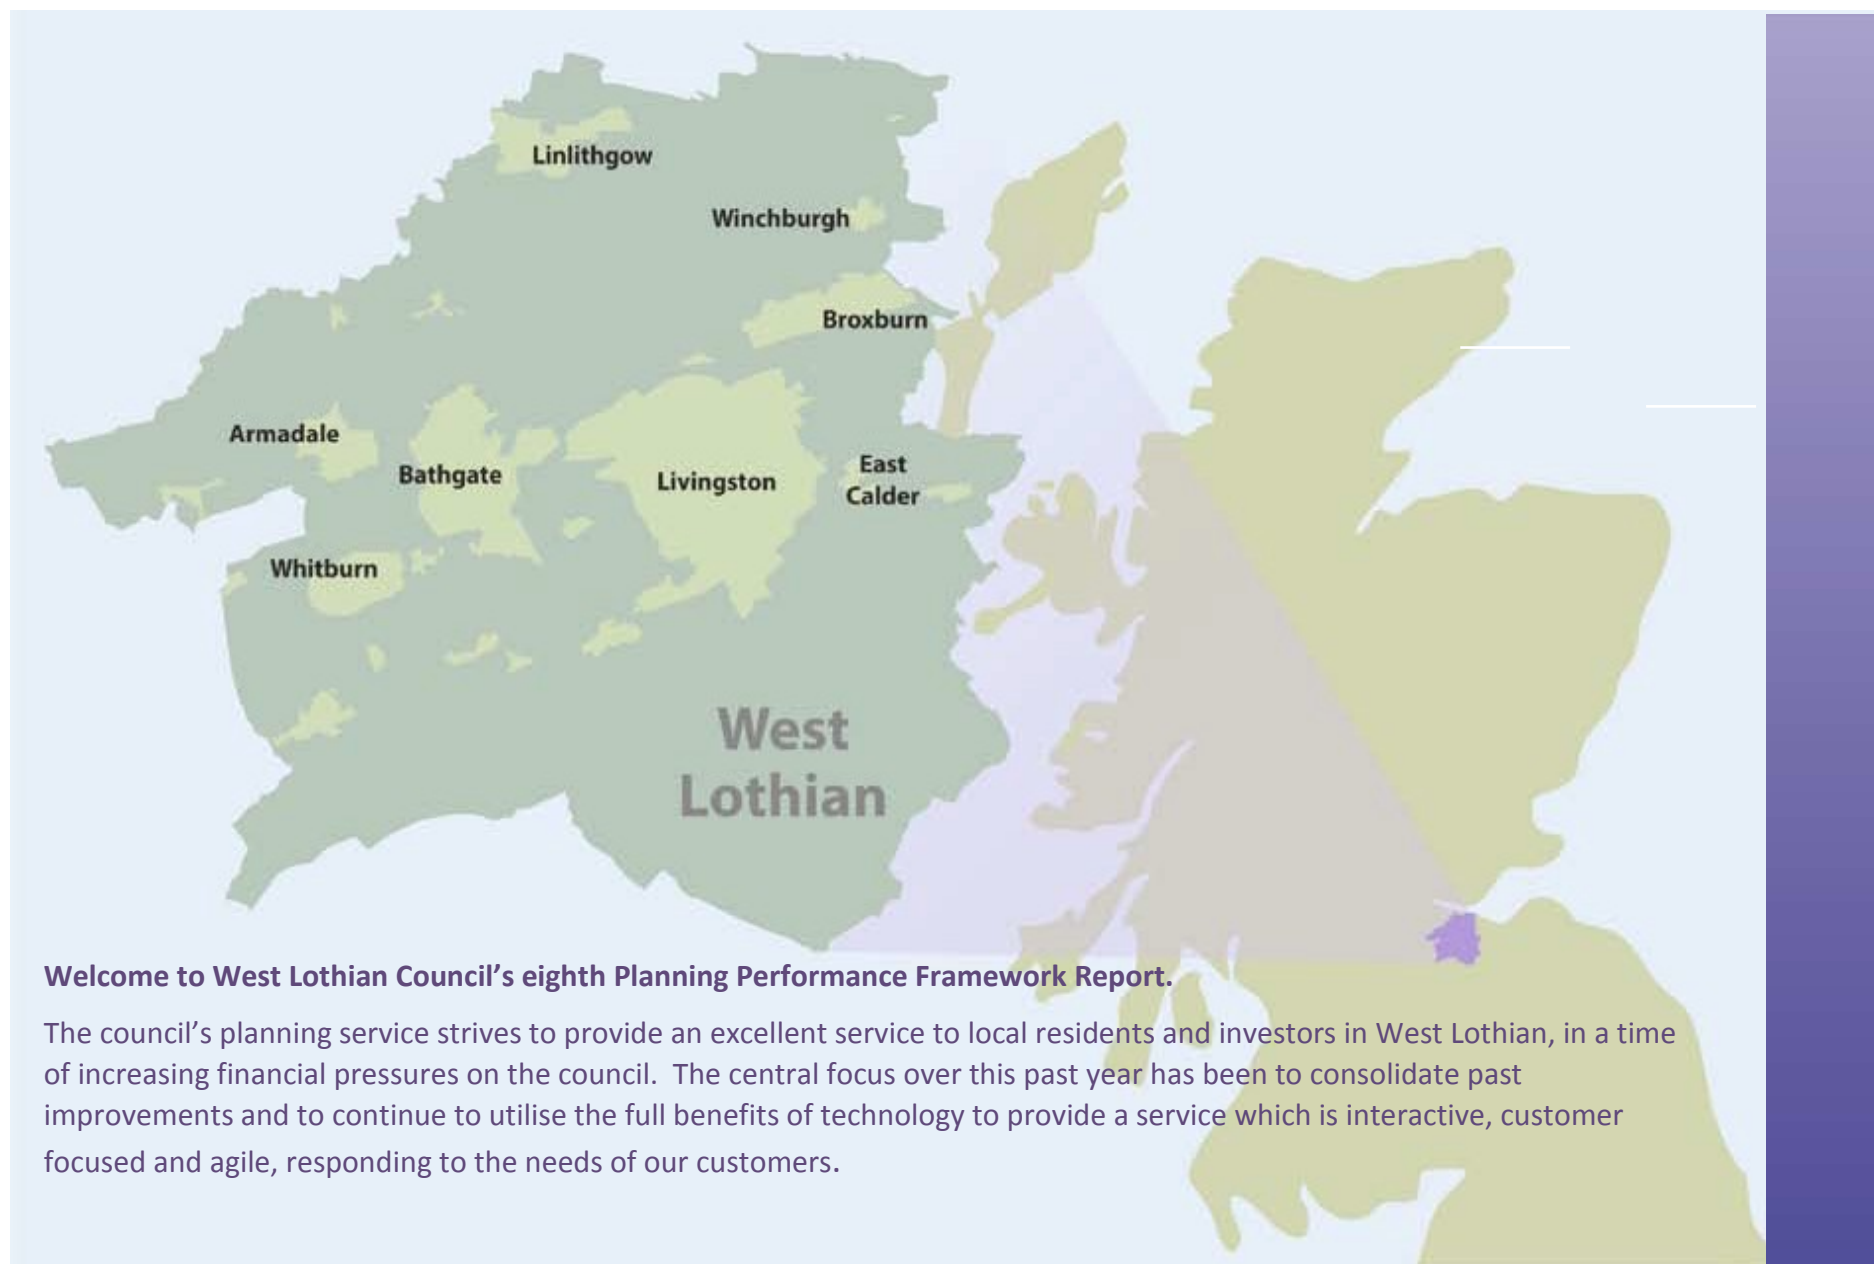 Linlithgow
Winchburgh
Broxburn
Armadale
Bathgate
Livingston
East
Calder
Whitburn
West
Lothian
Welcome to West Lothian Council’s eighth Planning Performance Framework Report.
The council’s planning service strives to provide an excellent service to local residents and investors in West Lothian, in a time
of increasing financial pressures on the council.  The central focus over this past year has been to consolidate past
improvements and to continue to utilise the full benefits of technology to provide a service which is interactive, customer
focused and agile, responding to the needs of our customers.